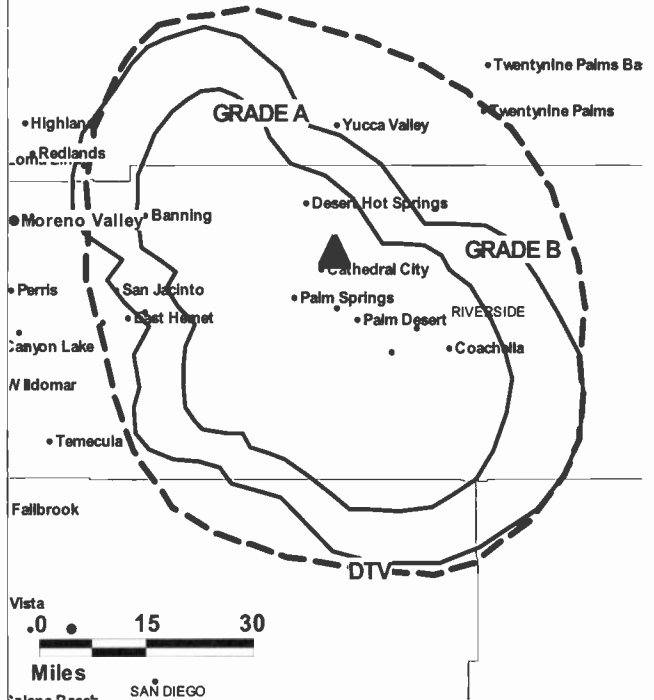 Twentynine Palms Ba
GRADE A
Twentynine Palms
Highlan
Yucca Valley
Redlands
Desert Hot Springs
Moreno Valley
Banning
GRADE B
Cathedral City
Perris
San Jacinto
Palm Springs
RIVERSIDE
East Hemet
Palm Desert
Canyon Lake
Coachella
Wildomar
Temecula
Fallbrook
DTV
Vista
0 15 30
Miles
SAN DIEGO